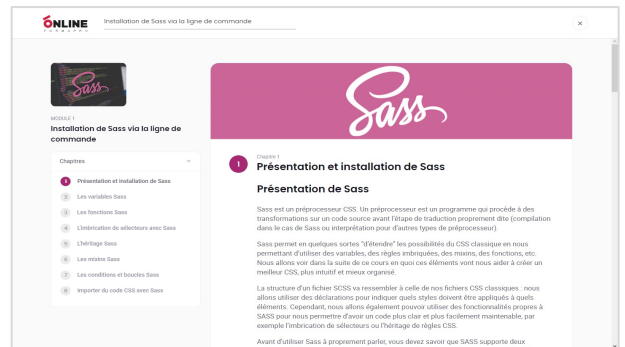 ONLINE
FORMAPRO
Installation de Sass via la ligne de commande
Sass
MODULE 1
Installation de Sass via la ligne de
commande
Chapitres
1 Présentation et installation de Sass
2 Les variables Sass
3 Les fonctions Sass
4 L'imbrication de sélecteurs avec Sass
5 L'héritage Sass
6 Les mixins Sass
7 Les conditions et boucles Sass
8 Importer du code CSS avec Sass
Sass
1
Chapitre 1
Présentation et installation de Sass
Présentation de Sass
Sass est un préprocesseur CSS. Un préprocesseur est un programme qui procède à des
transformations sur un code source avant l'étape de traduction proprement dite (compilation
dans le cas de Sass ou interprétation pour d'autres types de préprocesseur).
Sass permet en quelques sortes "d'étendre" les possibilités du CSS classique en nous
permettant d'utiliser des variables, des règles imbriquées, des mixins, des fonctions, etc.
Nous allons voir dans la suite de ce cours en quoi ces éléments vont nous aider à créer un
meilleur CSS, plus intuitif et mieux organisé.
La structure d'un fichier SCSS va ressembler à celle de nos fichiers CSS classiques : nous
allons utiliser des déclarations pour indiquer quels styles doivent être appliqués à quels
éléments. Cependant, nous allons également pouvoir utiliser des fonctionnalités propres à
SASS pour nous permettre d'avoir un code plus clair et plus facilement maintenable, par
exemple l'imbrication de sélecteurs ou l'héritage de règles CSS.
Avant d'utiliser Sass à proprement parler, vous devez savoir que SASS supporte deux